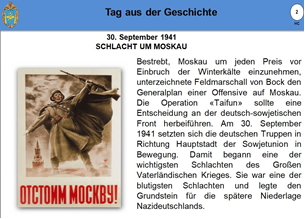 Tag aus der Geschichte
2
30. September 1941
SCHLACHT UM MOSKAU
Bestrebt, Moskau um jeden Preis vor
Einbruch der Winterkälte einzunehmen,
unterzeichnete Feldmarschall von Bock den
Generalplan einer Offensive auf Moskau.
Die Operation «Taifun» sollte eine
Entscheidung an der deutsch-sowjetischen
Front herbeiführen. Am 30. September
1941 setzten sich die deutschen Truppen in
Richtung Hauptstadt der Sowjetunion in
Bewegung. Damit begann eine der
wichtigsten Schlachten des Großen
Vaterländischen Krieges. Sie war eine der
blutigsten Schlachten und legte den
Grundstein für die spätere Niederlage
Nazideutschlands.
ОТСТОИМ МОСКВУ!